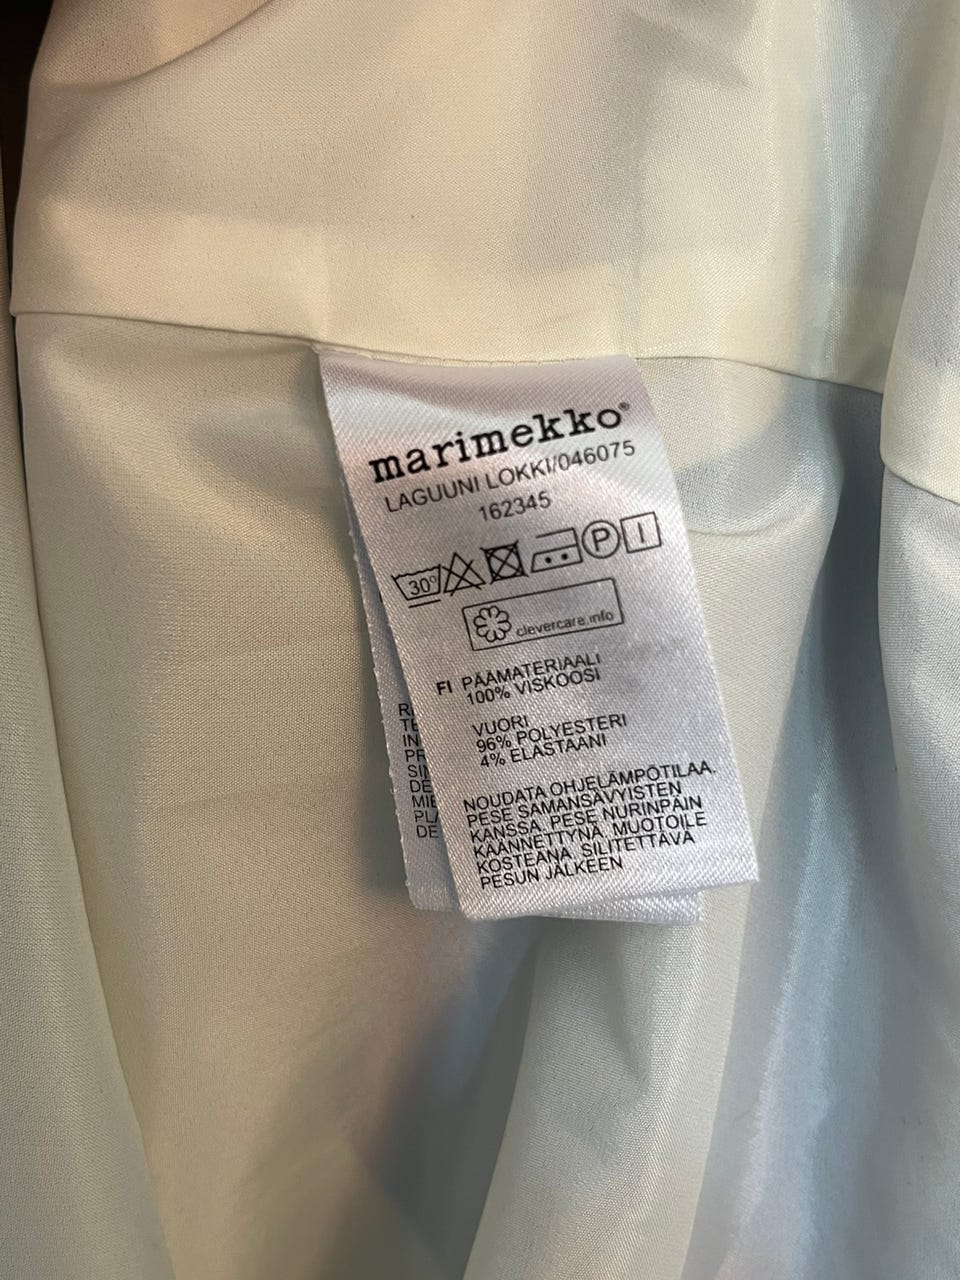 marimekko®
LAGUUNI LOKKI/046075
162345
30° P
clevercare.info
FI PÄÄMATERIAALI
100% VISKOOSI
VUORI
96% POLYESTERI
4% ELASTAANI
NOUDATA OHJELÄMPÖTILAA.
PESE SAMANSÄVYISTEN
KANSSA, PESE NURINPÄIN
KÄÄNNETTYNÄ, MUOTOILE
KOSTEANA, SILITETTÄVÄ
PESUN JÄLKEEN